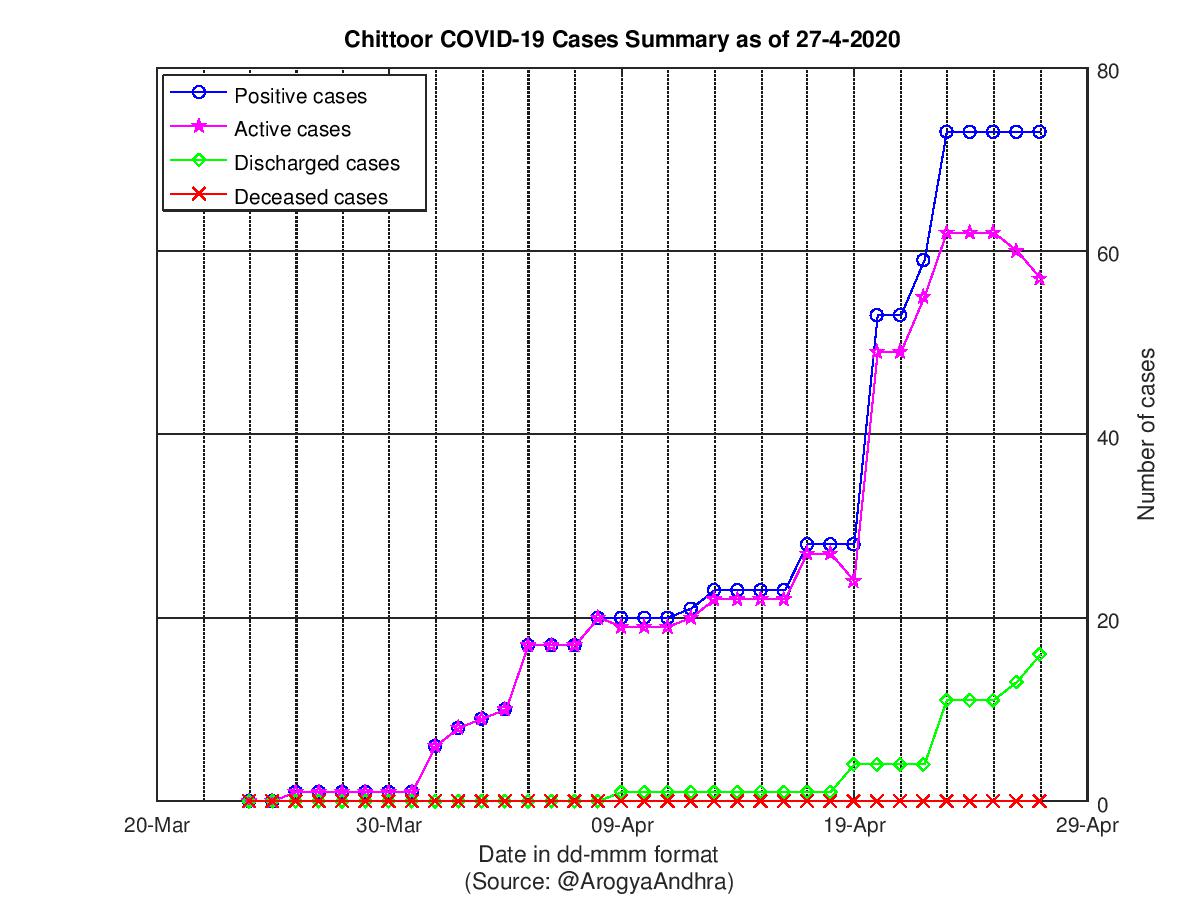 Chittoor COVID-19 Cases Summary as of 27-4-2020
Positive cases
Active cases
Discharged cases
Deceased cases
80
60
40
20
0
Number of cases
20-Mar
30-Mar
09-Apr
19-Apr
29-Apr
Date in dd-mmm format
(Source: @ArogyaAndhra)